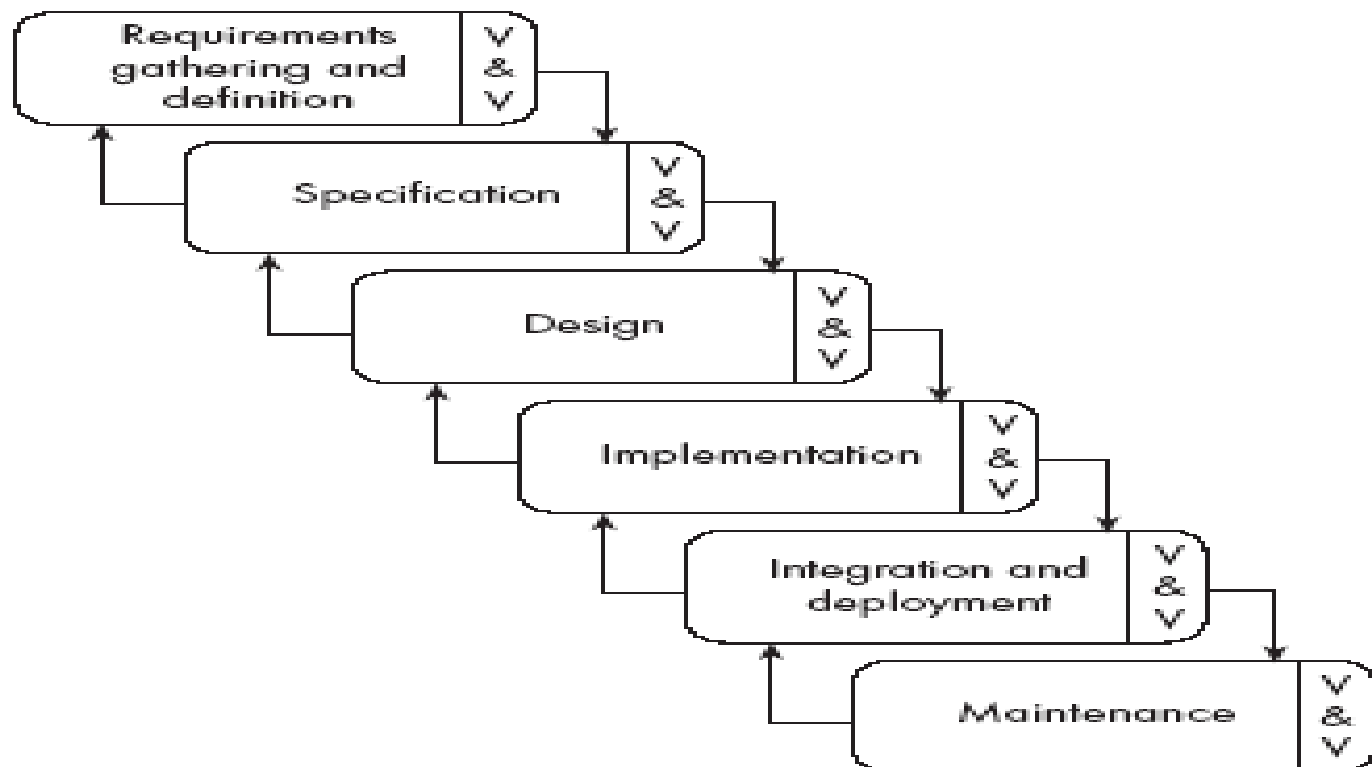 Requirements
gathering and
definition
V
&
V
Specification
V
&
V
Design
V
&
V
Implementation
V
&
V
Integration and
deployment
V
&
V
Maintenance
V
&
V